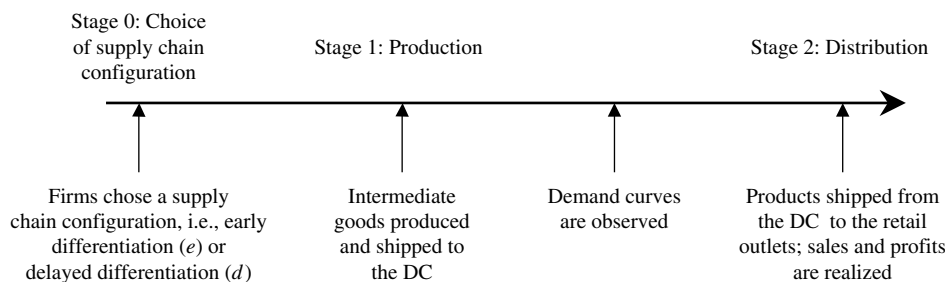 Stage 0: Choice
of supply chain
configuration
Stage 1: Production
Stage 2: Distribution
Firms chose a supply
chain configuration, i.e., early
differentiation (e) or
delayed differentiation (d)
Intermediate
goods produced
and shipped to
the DC
Demand curves
are observed
Products shipped from
the DC to the retail
outlets; sales and profits
are realized